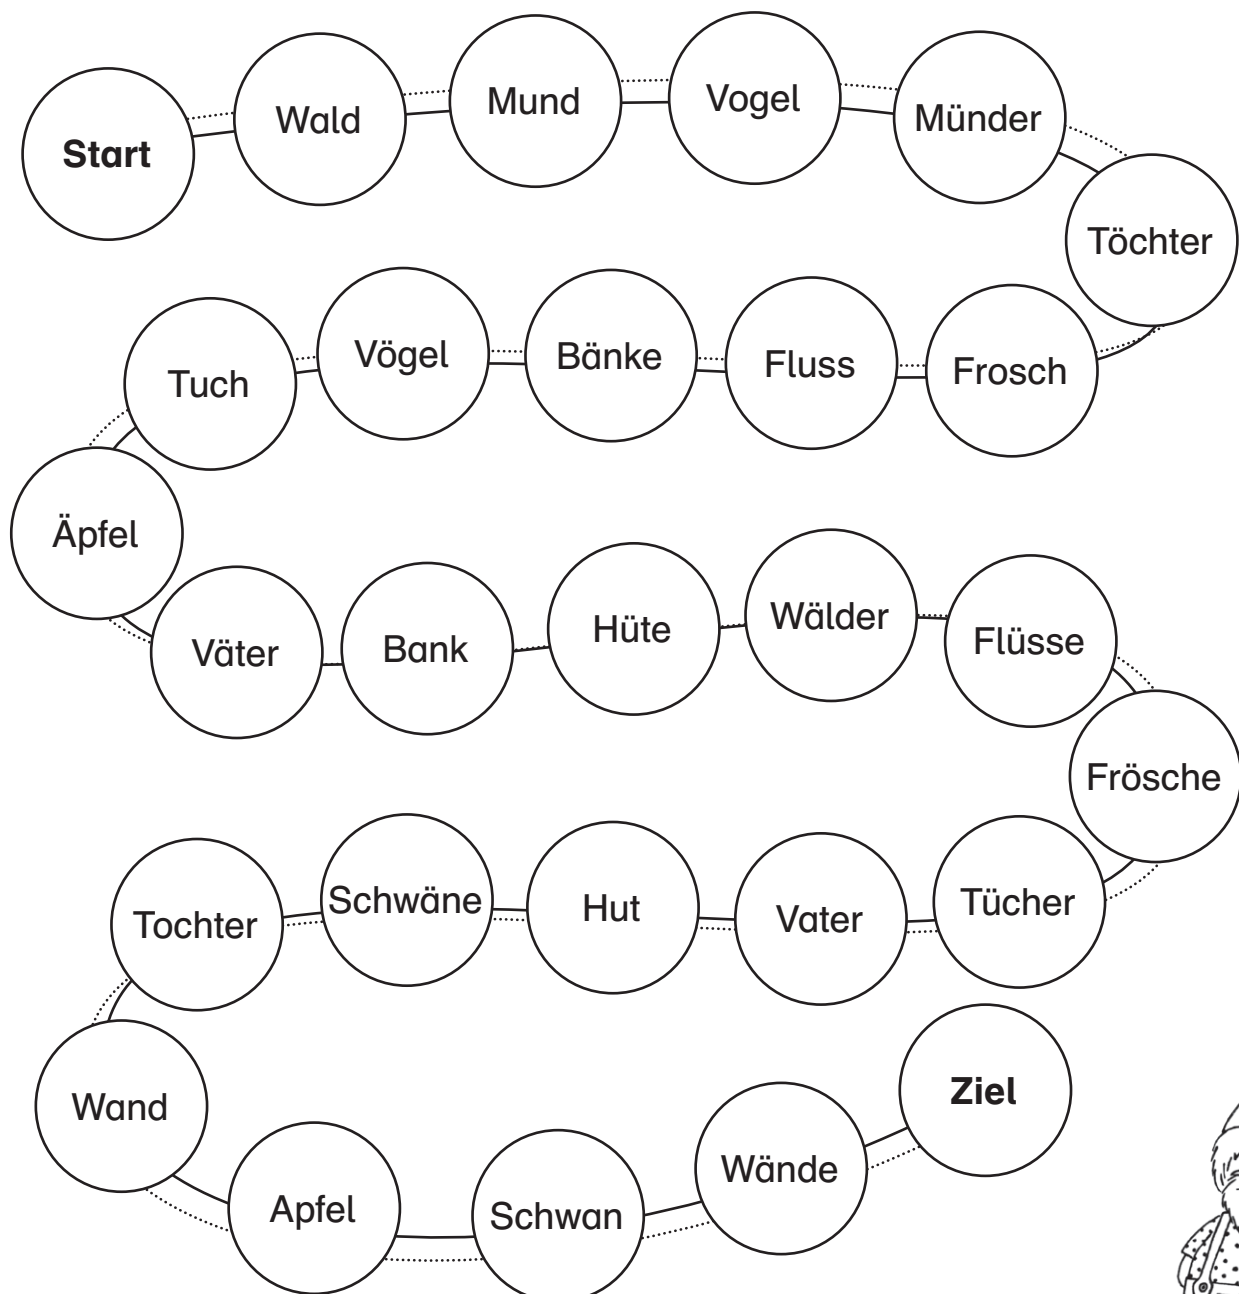 Start
Wald
Mund
Vogel
Münder
Töchter
Frosch
Fluss
Bänke
Vögel
Tuch
Äpfel
Väter
Bank
Hüte
Wälder
Flüsse
Frösche
Tücher
Vater
Hut
Schwäne
Tochter
Wand
Apfel
Schwan
Wände
Ziel